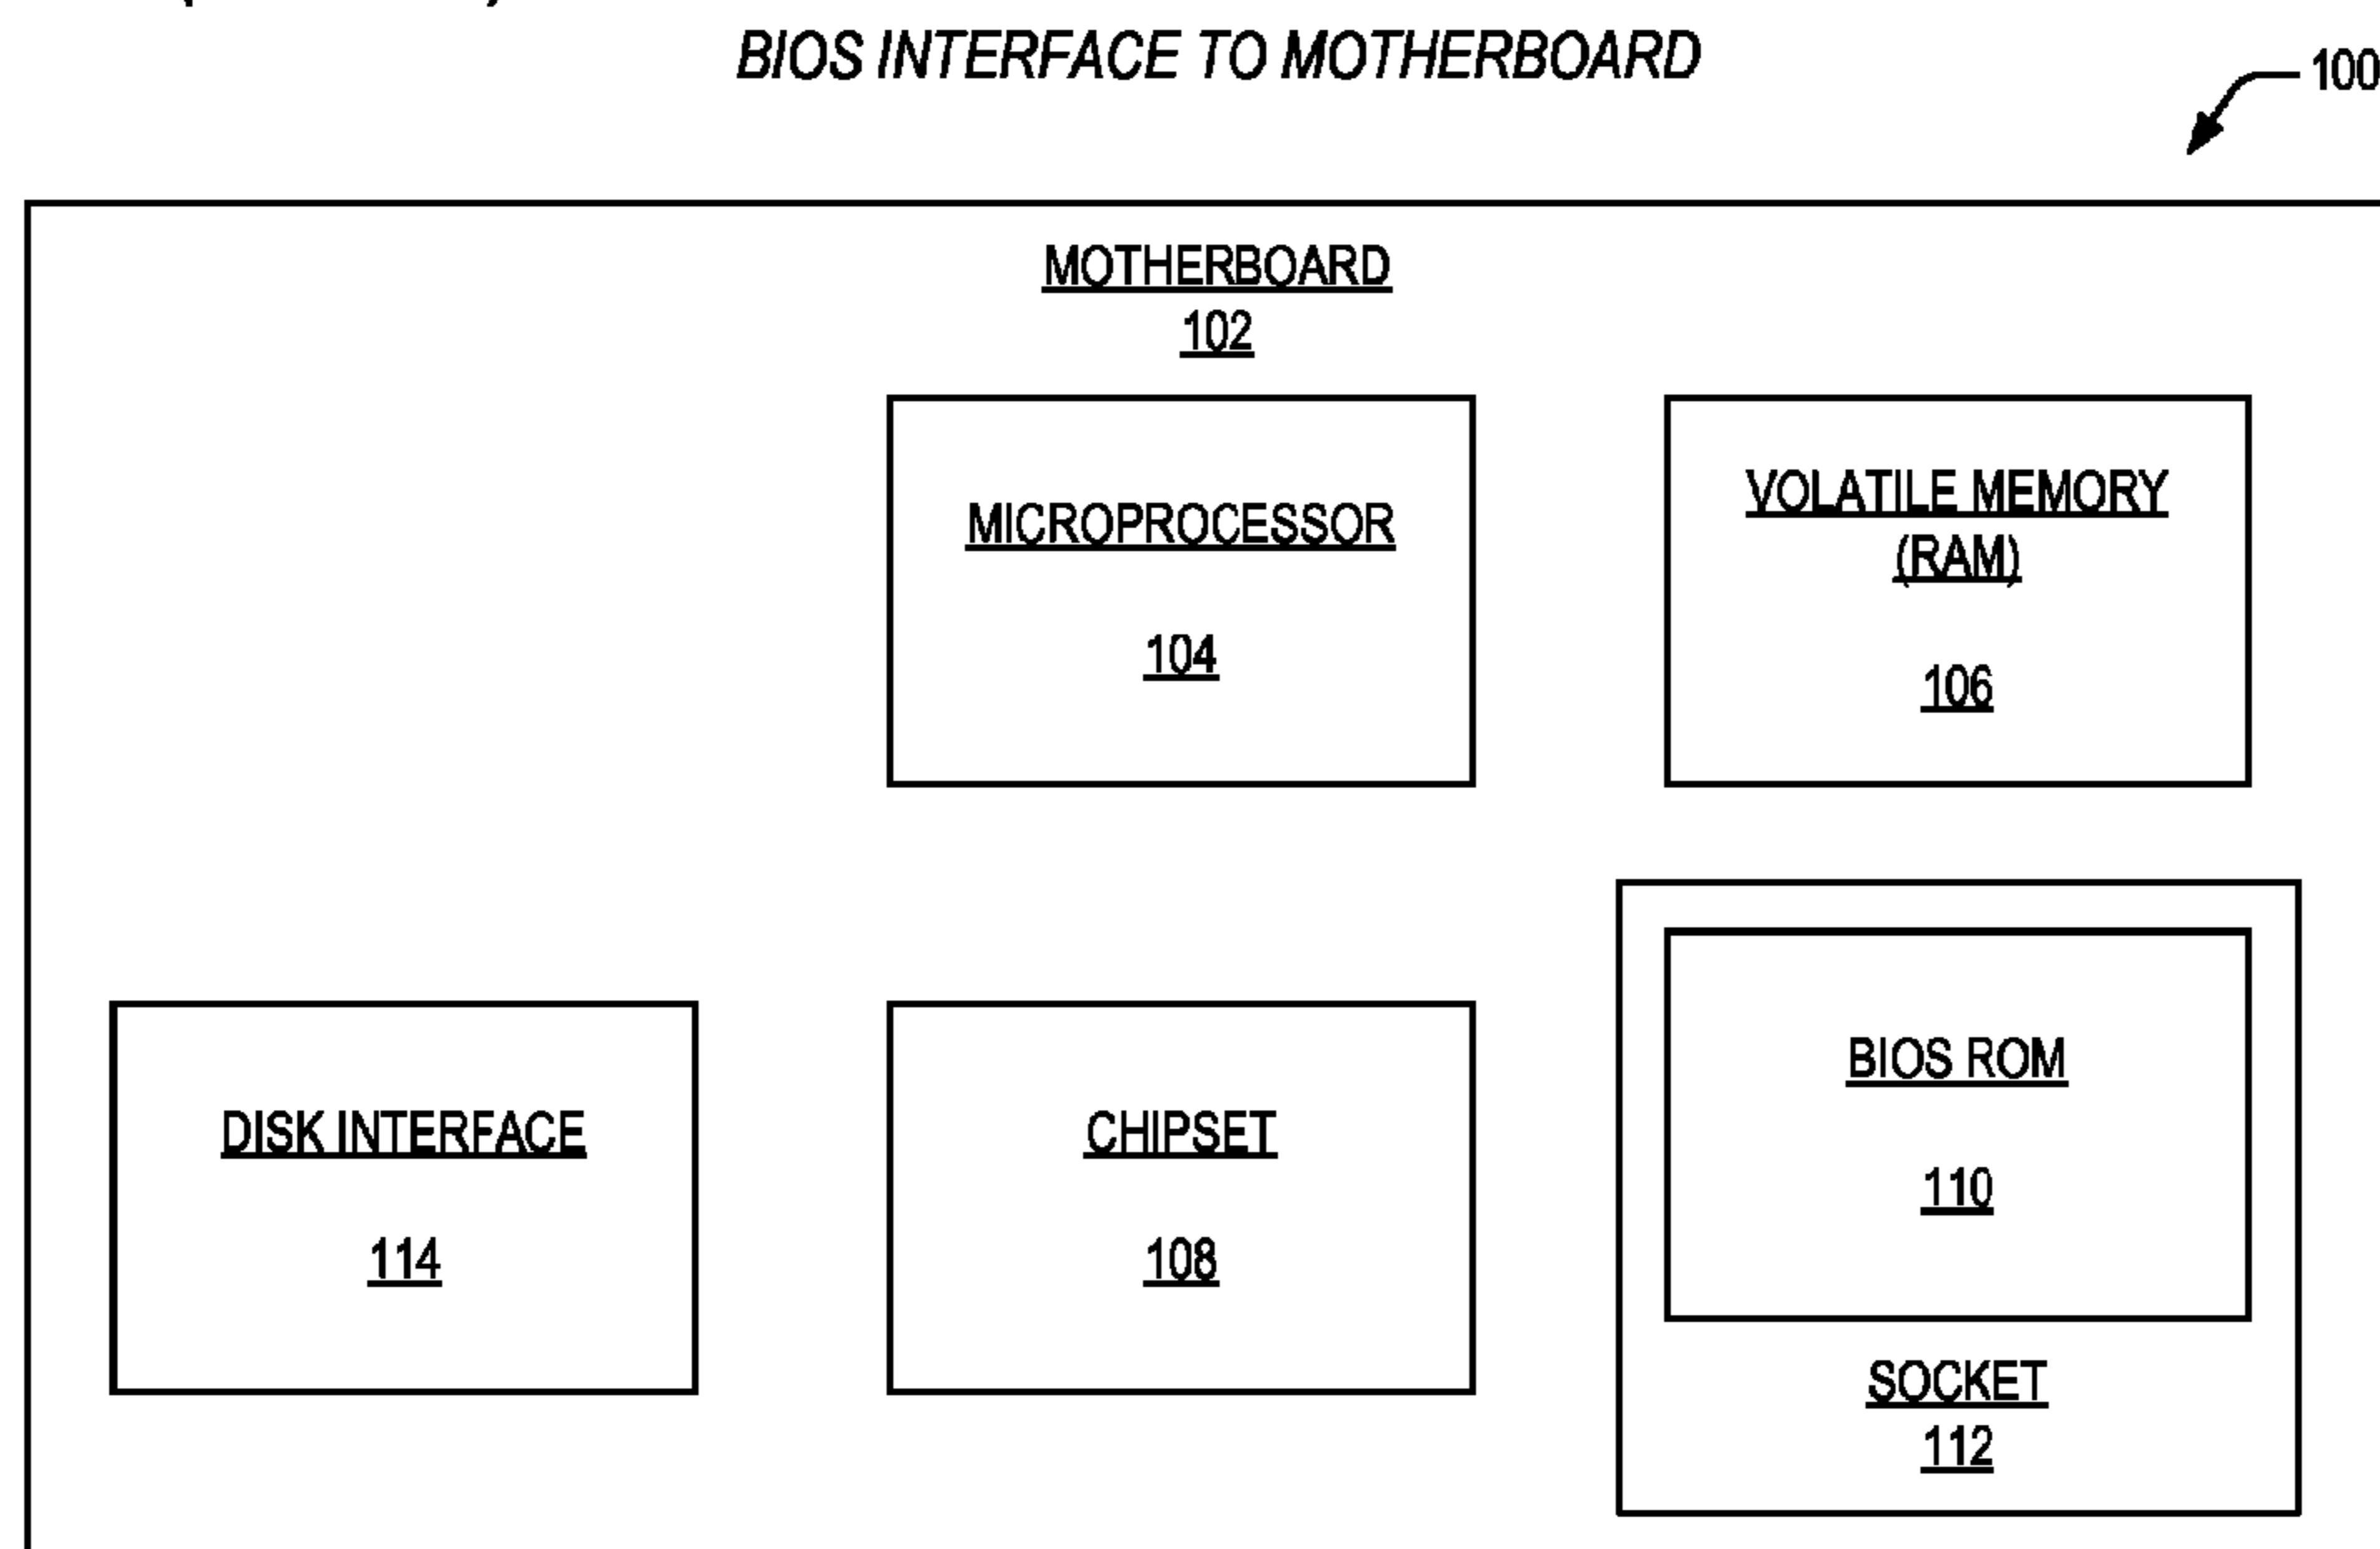 BIOS INTERFACE TO MOTHERBOARD
100
MOTHERBOARD
102
MICROPROCESSOR
104
VOLATILE MEMORY
(RAM)
106
DISK INTERFACE
114
CHIPSET
108
BIOS ROM
110
SOCKET
112